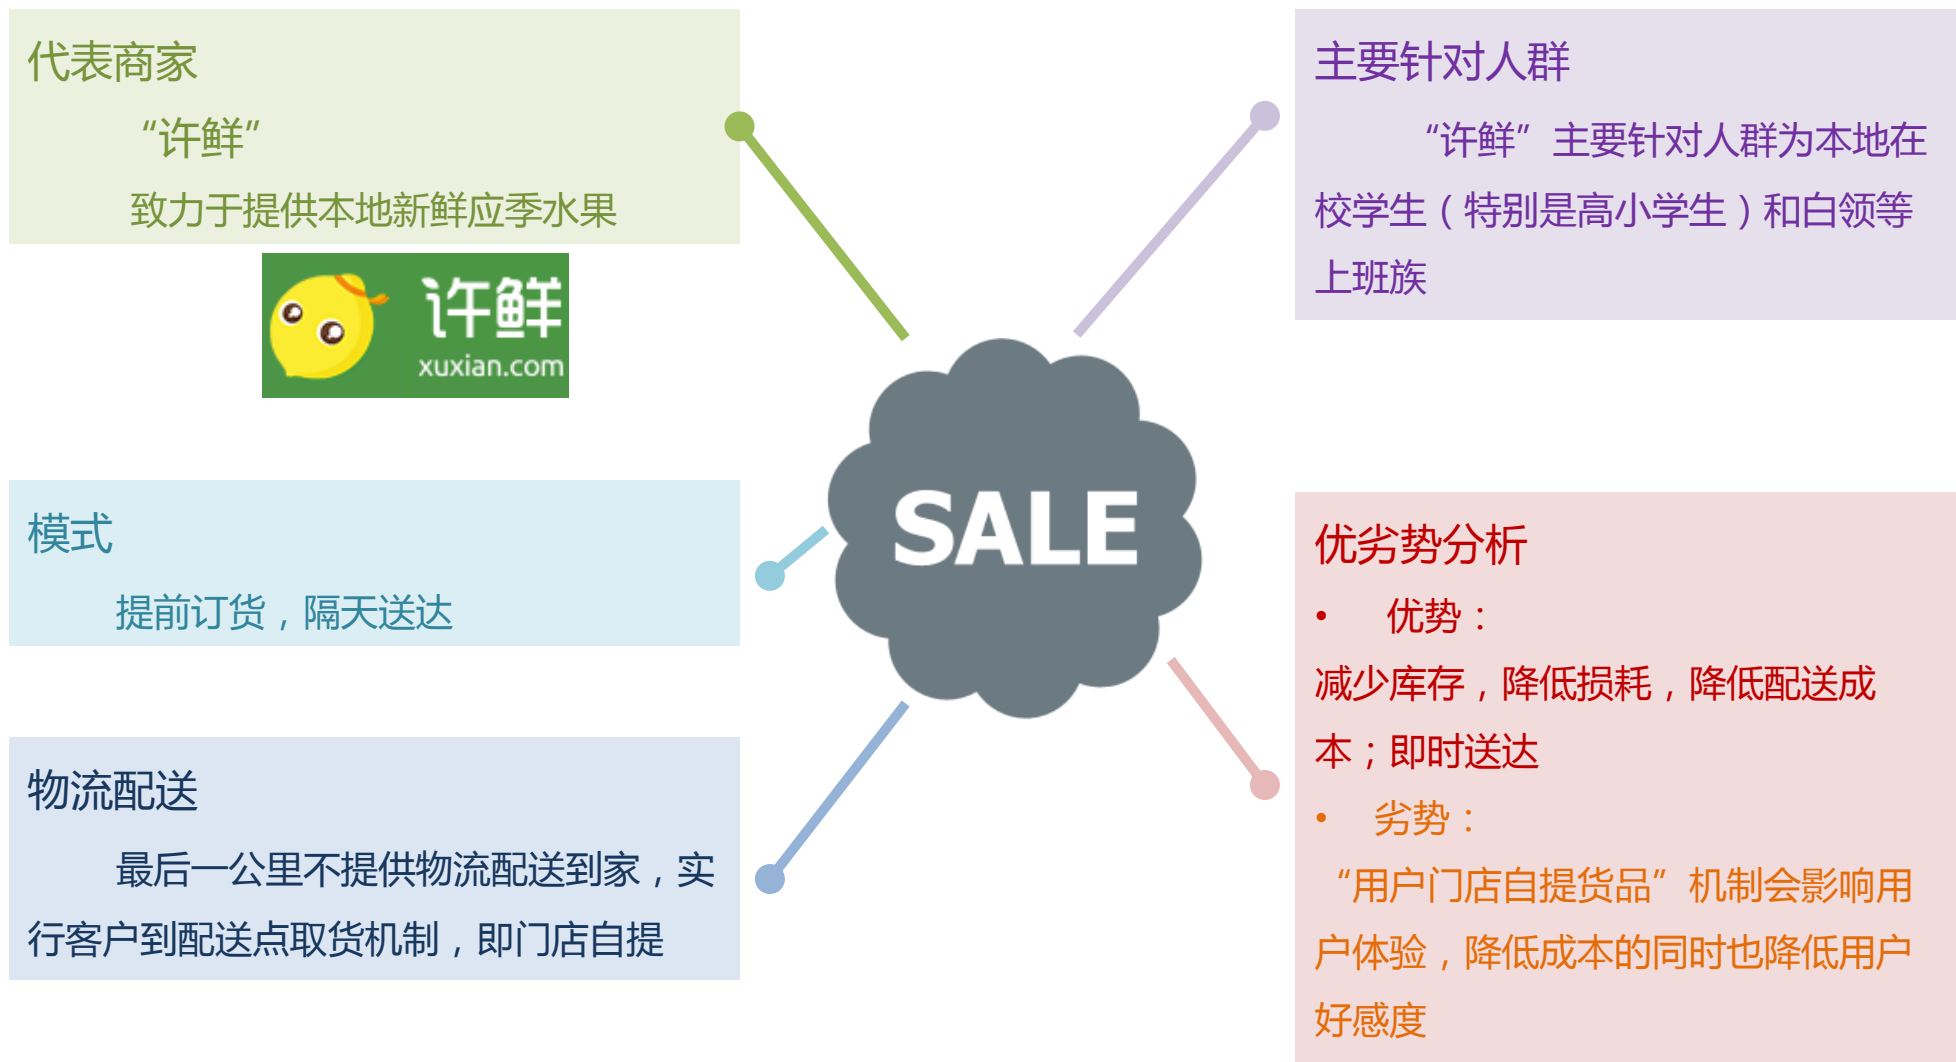 代表商家
“许鲜”
致力于提供本地新鲜应季水果
许鲜
xuxian.com
模式
提前订货，隔天送达
物流配送
最后一公里不提供物流配送到家，实
行客户到配送点取货机制，即门店自提
SALE
主要针对人群
“许鲜”主要针对人群为本地在
校学生（特别是高小学生）和白领等
上班族
优劣势分析
• 优势：
减少库存，降低损耗，降低配送成
本；即时送达
• 劣势：
“用户门店自提货品”机制会影响用
户体验，降低成本的同时也降低用户
好感度